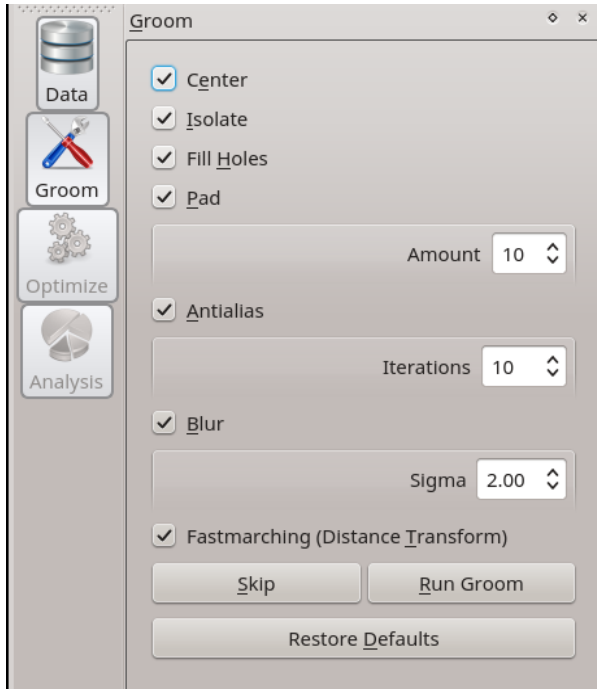 Groom
Data
Groom
Optimize
Analysis
Center
Isolate
Fill Holes
Pad
Amount 10
Antialias
Iterations 10
Blur
Sigma 2.00
Fastmarching (Distance Transform)
Skip Run Groom
Restore Defaults